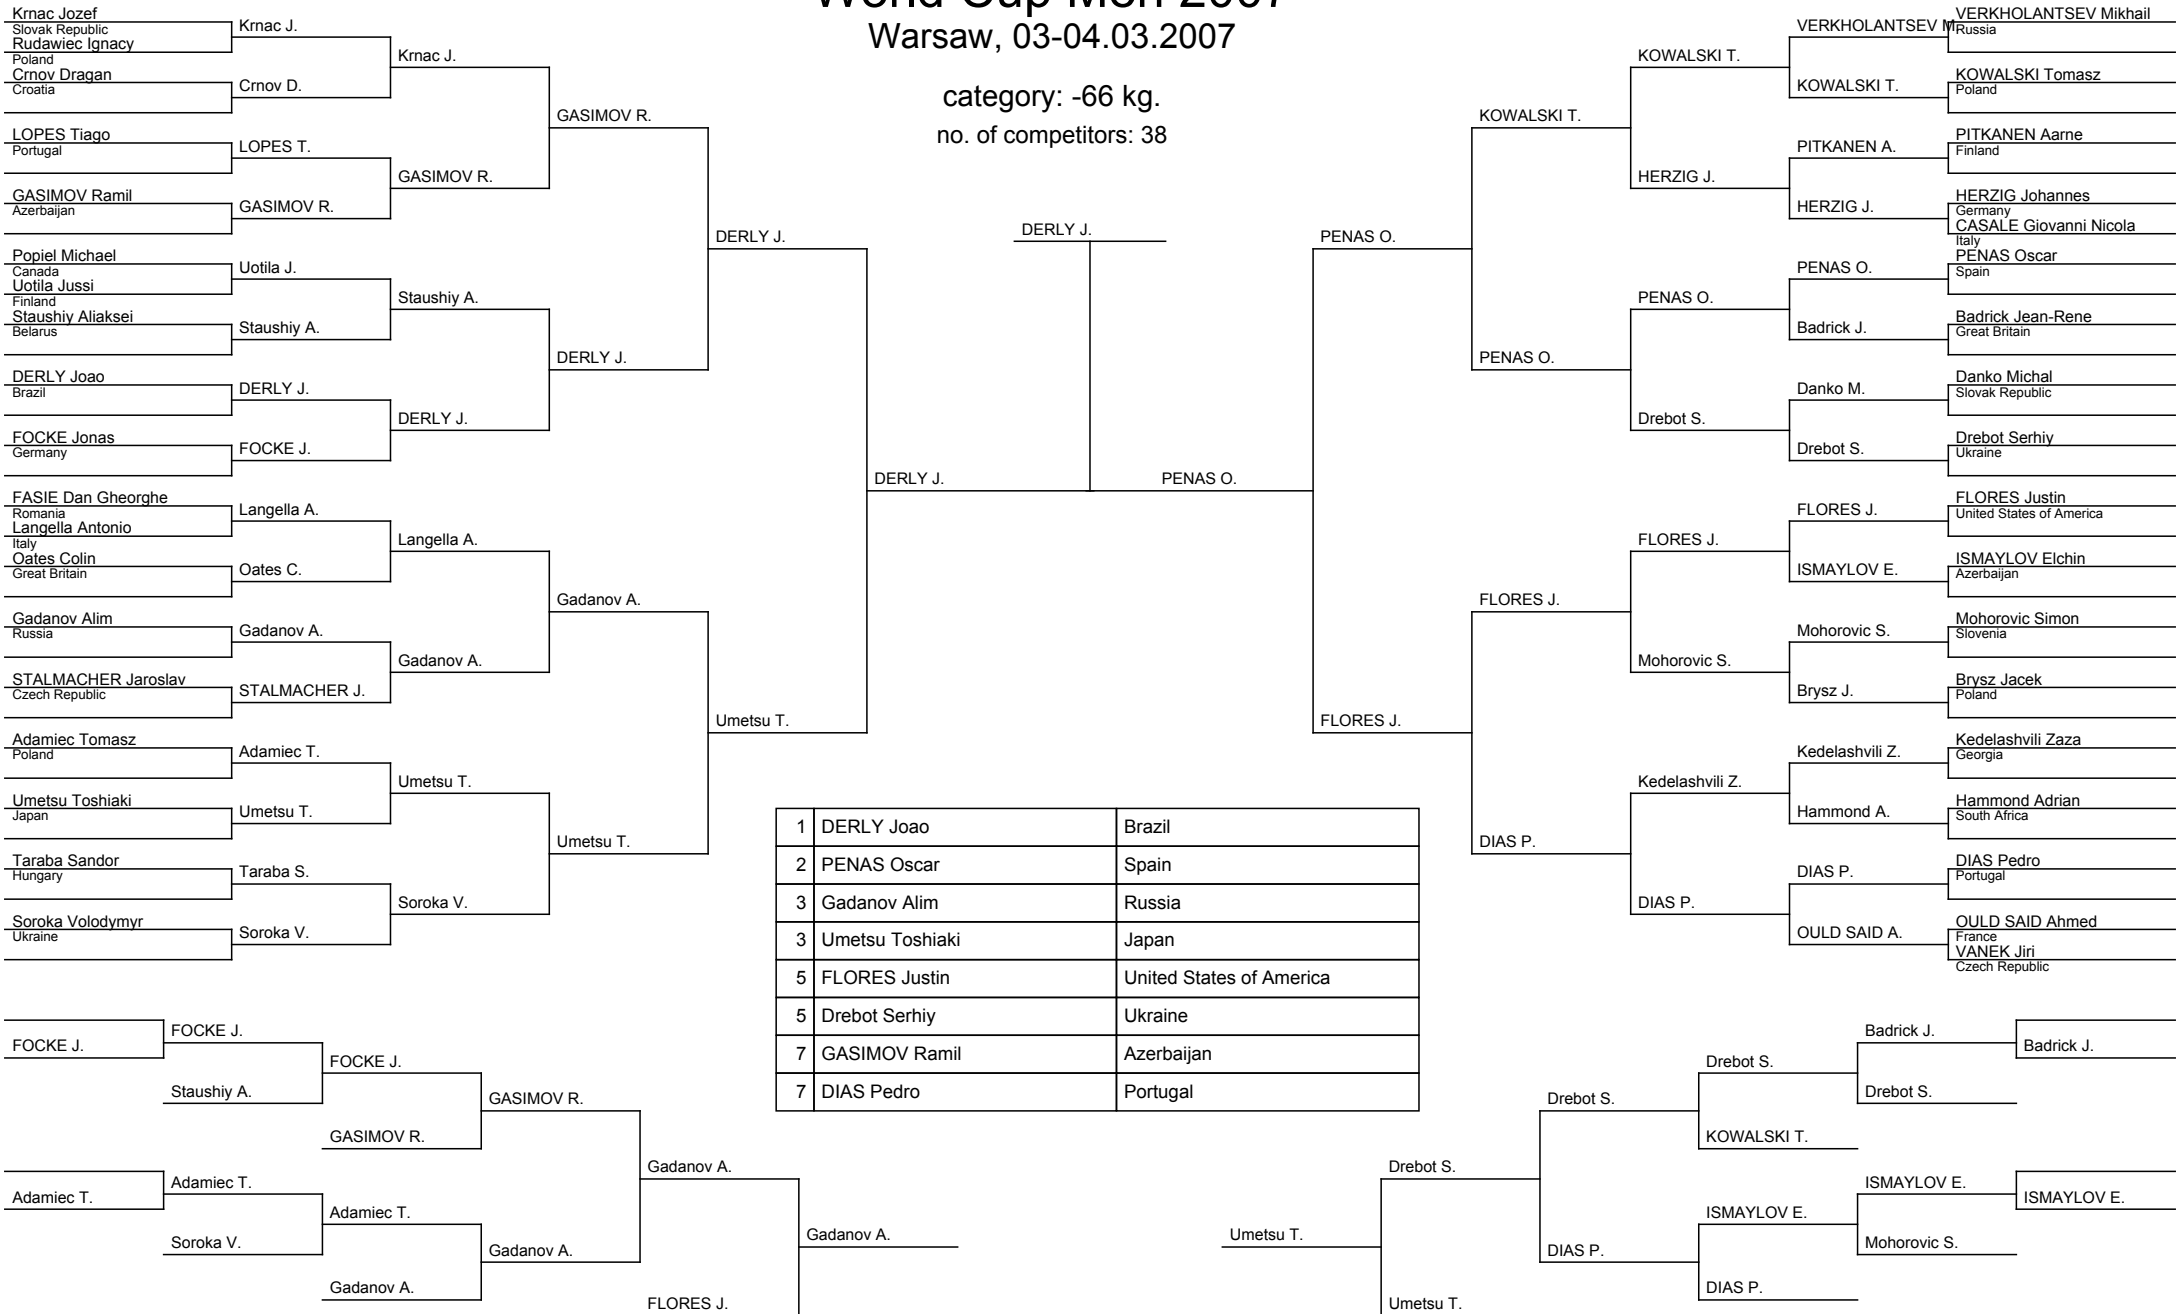 World Cup Men 2007
Warsaw, 03-04.03.2007
category: -66 kg.
no. of competitors: 38
Krnac Jozef
Slovak Republic
Rudawiec Ignacy
Poland
Crnov Dragan
Croatia
LOPES Tiago
Portugal
GASIMOV Ramil
Azerbaijan
Popiel Michael
Canada
Uotila Jussi
Finland
Staushiy Aliaksei
Belarus
DERLY Joao
Brazil
FOCKE Jonas
Germany
FASIE Dan Gheorghe
Romania
Langella Antonio
Italy
Oates Colin
Great Britain
Gadanov Alim
Russia
STALMACHER Jaroslav
Czech Republic
Adamiec Tomasz
Poland
Umetsu Toshiaki
Japan
Taraba Sandor
Hungary
Soroka Volodymyr
Ukraine
Krnac J.
Crnov D.
LOPES T.
GASIMOV R.
Uotila J.
Staushiy A.
DERLY J.
FOCKE J.
Langella A.
Oates C.
Gadanov A.
STALMACHER J.
Adamiec T.
Umetsu T.
Taraba S.
Soroka V.
Krnac J.
GASIMOV R.
Staushiy A.
DERLY J.
Langella A.
Gadanov A.
Umetsu T.
Soroka V.
GASIMOV R.
DERLY J.
Gadanov A.
Umetsu T.
DERLY J.
Umetsu T.
DERLY J.
DERLY J.
PENAS O.
PENAS O.
FLORES J.
KOWALSKI T.
PENAS O.
FLORES J.
DIAS P.
KOWALSKI T.
HERZIG J.
PENAS O.
Drebot S.
FLORES J.
Mohorovic S.
Kedelashvili Z.
DIAS P.
VERKHOLANTSEV M
KOWALSKI T.
PITKANEN A.
HERZIG J.
PENAS O.
Badrick J.
Danko M.
Drebot S.
FLORES J.
ISMAYLOV E.
Mohorovic S.
Brysz J.
Kedelashvili Z.
Hammond A.
DIAS P.
OULD SAID A.
VERKHOLANTSEV Mikhail
Russia
KOWALSKI Tomasz
Poland
PITKANEN Aarne
Finland
HERZIG Johannes
Germany
CASALE Giovanni Nicola
Italy
PENAS Oscar
Spain
Badrick Jean-Rene
Great Britain
Danko Michal
Slovak Republic
Drebot Serhiy
Ukraine
FLORES Justin
United States of America
ISMAYLOV Elchin
Azerbaijan
Mohorovic Simon
Slovenia
Brysz Jacek
Poland
Kedelashvili Zaza
Georgia
Hammond Adrian
South Africa
DIAS Pedro
Portugal
OULD SAID Ahmed
France
VANEK Jiri
Czech Republic
1 DERLY Joao Brazil
2 PENAS Oscar Spain
3 Gadanov Alim Russia
3 Umetsu Toshiaki Japan
5 FLORES Justin United States of America
5 Drebot Serhiy Ukraine
7 GASIMOV Ramil Azerbaijan
7 DIAS Pedro Portugal
FOCKE J.
Adamiec T.
FOCKE J.
Staushiy A.
Adamiec T.
Soroka V.
FOCKE J.
GASIMOV R.
Adamiec T.
Gadanov A.
GASIMOV R.
Gadanov A.
Gadanov A.
FLORES J.
Gadanov A.
Umetsu T.
Drebot S.
Umetsu T.
Drebot S.
DIAS P.
Drebot S.
KOWALSKI T.
ISMAYLOV E.
DIAS P.
Badrick J.
Drebot S.
ISMAYLOV E.
Mohorovic S.
Badrick J.
ISMAYLOV E.